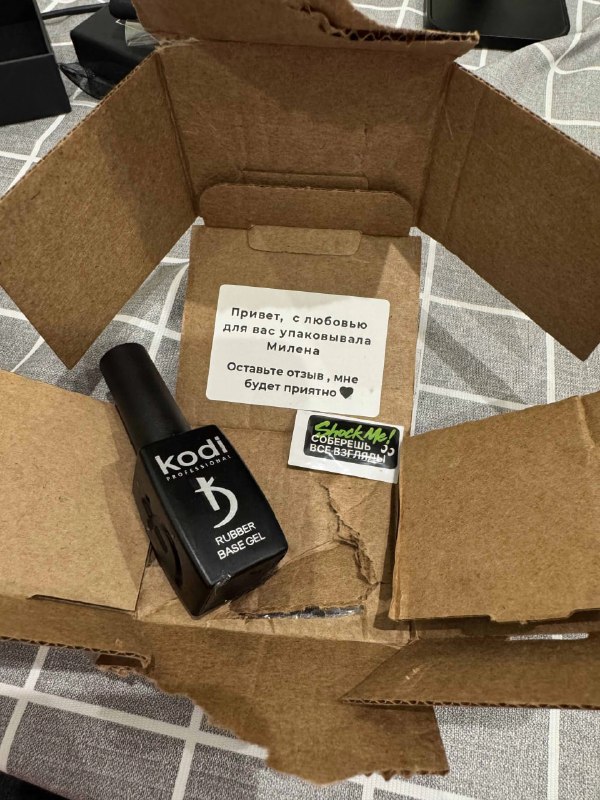 Привет, с любовью
для вас упаковывала
Милена
Оставьте отзыв, мне
будет приятно🖤
Shock Me!
СОБЕРЕШЬ
ВСЕ ВЗГЛЯДЫ
kodi
PROFESSIONAL
RUBBER
BASE GEL